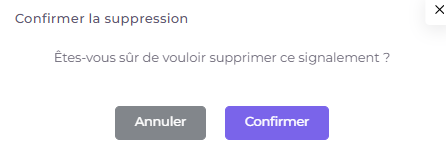 Confirmer la suppression
Êtes-vous sûr de vouloir supprimer ce signalement ?
Annuler
Confirmer